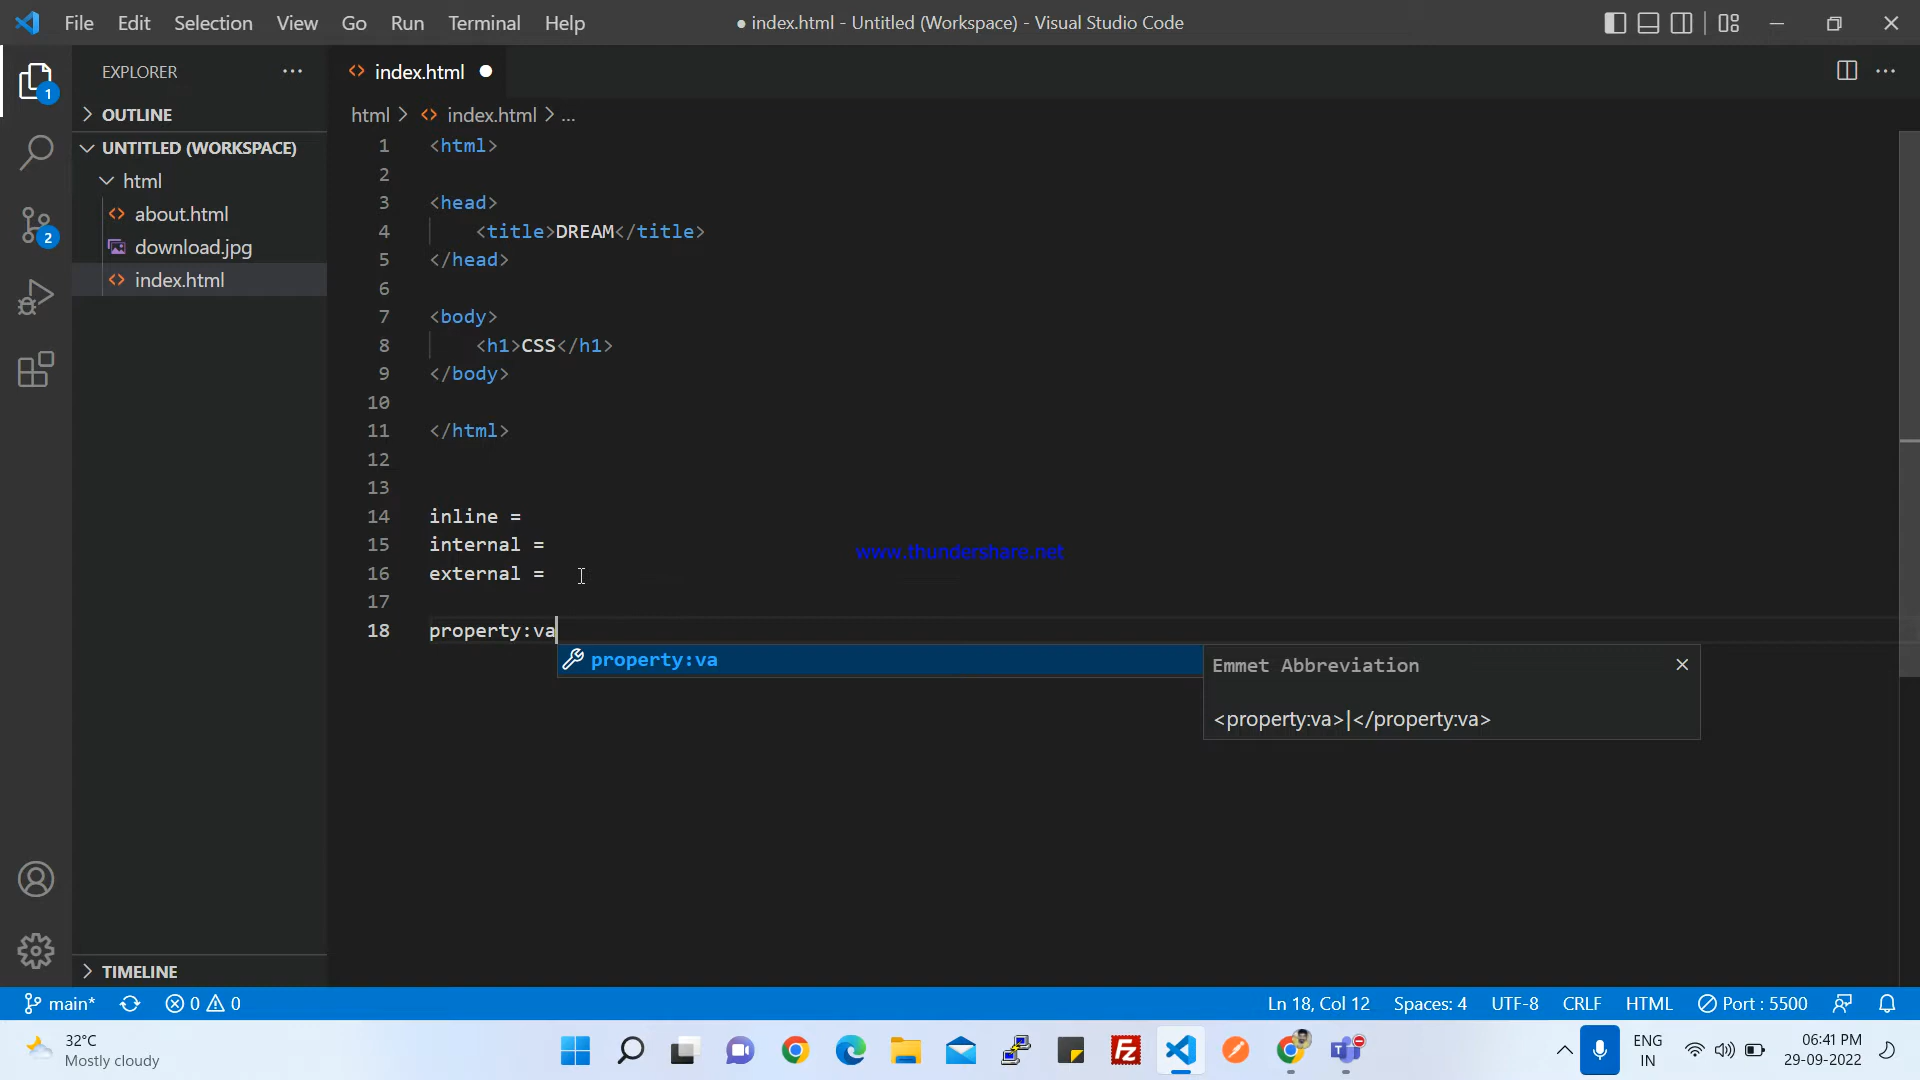 File Edit Selection View Go Run Terminal Help
● index.html - Untitled (Workspace) - Visual Studio Code
EXPLORER
OUTLINE
UNTITLED (WORKSPACE)
html
about.html
download.jpg
index.html
TIMELINE
1
2
index.html
html > index.html > ...
1 <html>
2
3 <head>
4 <title>DREAM</title>
5 </head>
6
7 <body>
8 <h1>CSS</h1>
9 </body>
10
11 </html>
12
13
14 inline =
15 internal =
16 external =
17
18 property:va
property:va
Emmet Abbreviation
<property:va>|</property:va>
www.thundershare.net
main* 0 0
Ln 18, Col 12 Spaces: 4 UTF-8 CRLF HTML Port : 5500
32°C
Mostly cloudy
ENG
IN
06:41 PM
29-09-2022